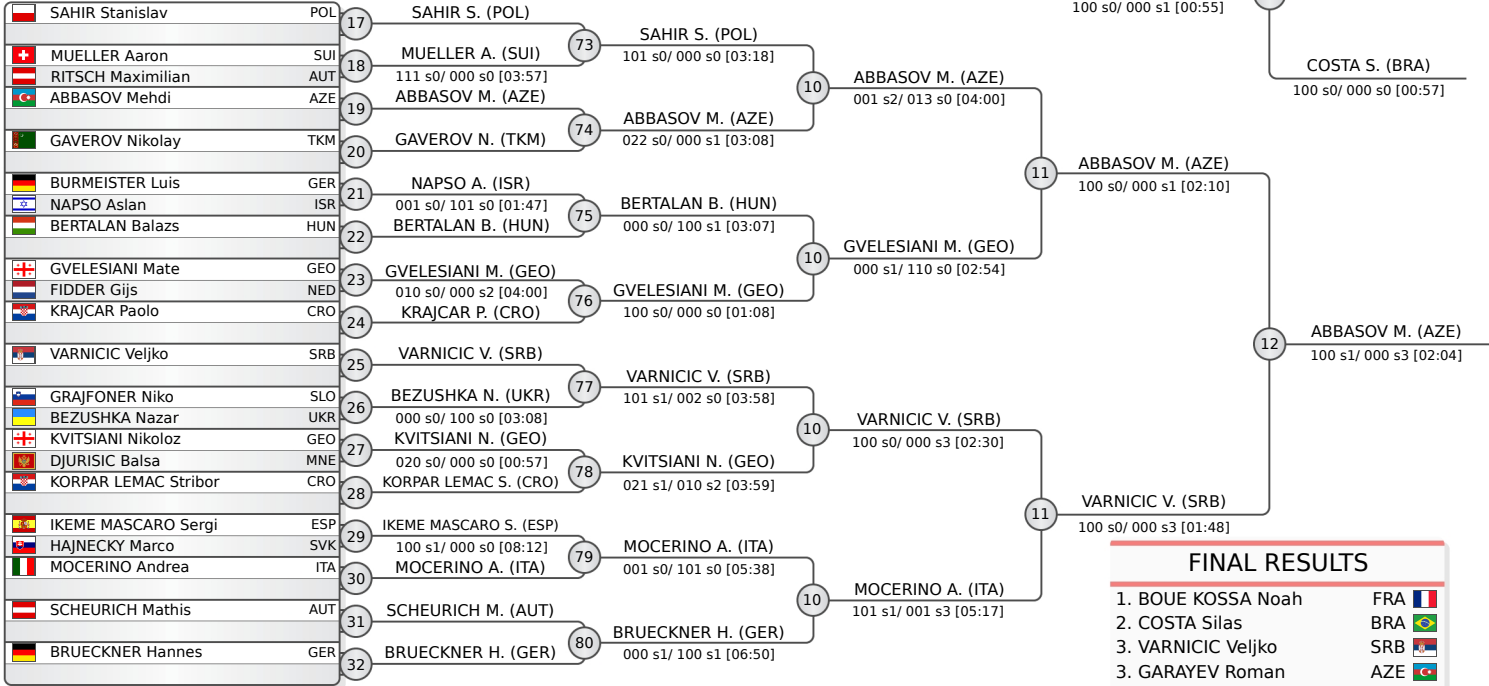 100 s0/ 000 s1 [00:55]
COSTA S. (BRA)
100 s0/ 000 s0 [00:57]
SAHIR Stanislav POL
MUELLER Aaron SUI
RITSCH Maximilian AUT
ABBASOV Mehdi AZE
GAVEROV Nikolay TKM
BURMEISTER Luis GER
NAPSO Aslan ISR
BERTALAN Balazs HUN
GVELESIANI Mate GEO
FIDDER Gijs NED
KRAJCAR Paolo CRO
VARNICIC Veljko SRB
GRAJFONER Niko SLO
BEZUSHKA Nazar UKR
KVITSIANI Nikoloz GEO
DJURISIC Balsa MNE
KORPAR LEMAC Stribor CRO
IKEME MASCARO Sergi ESP
HAJNECKY Marco SVK
MOCERINO Andrea ITA
SCHEURICH Mathis AUT
BRUECKNER Hannes GER
17
18
19
20
21
22
23
24
25
26
27
28
29
30
31
32
SAHIR S. (POL)
MUELLER A. (SUI)
111 s0/ 000 s0 [03:57]
ABBASOV M. (AZE)
GAVEROV N. (TKM)
NAPSO A. (ISR)
001 s0/ 101 s0 [01:47]
BERTALAN B. (HUN)
GVELESIANI M. (GEO)
010 s0/ 000 s2 [04:00]
KRAJCAR P. (CRO)
VARNICIC V. (SRB)
BEZUSHKA N. (UKR)
000 s0/ 100 s0 [03:08]
KVITSIANI N. (GEO)
020 s0/ 000 s0 [00:57]
KORPAR LEMAC S. (CRO)
IKEME MASCARO S. (ESP)
100 s1/ 000 s0 [08:12]
MOCERINO A. (ITA)
SCHEURICH M. (AUT)
BRUECKNER H. (GER)
73
74
75
76
77
78
79
80
SAHIR S. (POL)
101 s0/ 000 s0 [03:18]
ABBASOV M. (AZE)
022 s0/ 000 s1 [03:08]
BERTALAN B. (HUN)
000 s0/ 100 s1 [03:07]
GVELESIANI M. (GEO)
100 s0/ 000 s0 [01:08]
VARNICIC V. (SRB)
101 s1/ 002 s0 [03:58]
KVITSIANI N. (GEO)
021 s1/ 010 s2 [03:59]
MOCERINO A. (ITA)
001 s0/ 101 s0 [05:38]
BRUECKNER H. (GER)
000 s1/ 100 s1 [06:50]
10
10
10
10
ABBASOV M. (AZE)
001 s2/ 013 s0 [04:00]
GVELESIANI M. (GEO)
000 s1/ 110 s0 [02:54]
VARNICIC V. (SRB)
100 s0/ 000 s3 [02:30]
MOCERINO A. (ITA)
101 s1/ 001 s3 [05:17]
11
11
ABBASOV M. (AZE)
100 s0/ 000 s1 [02:10]
VARNICIC V. (SRB)
100 s0/ 000 s3 [01:48]
12
ABBASOV M. (AZE)
100 s1/ 000 s3 [02:04]
FINAL RESULTS
1. BOUE KOSSA Noah FRA
2. COSTA Silas BRA
3. VARNICIC Veljko SRB
3. GARAYEV Roman AZE